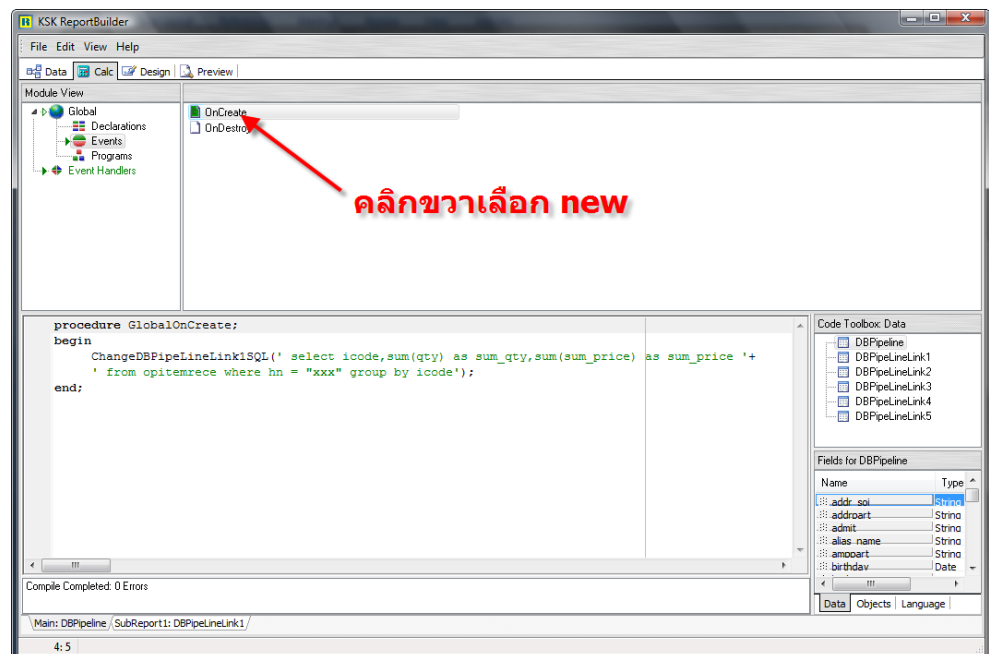 KSK ReportBuilder
File Edit View Help
Data Calc Design Preview
Module View
Global
Declarations
Events
Programs
Event Handlers
OnCreate
OnDestroy
คลิกขวาเลือก new
procedure GlobalOnCreate;
begin
ChangeDBPipeLineLink1SQL(' select icode,sum(qty) as sum_qty,sum(sum_price) as sum_price '+
' from opitemrece where hn = "xxx" group by icode');
end;
Code Toolbox: Data
DBPipeline
DBPipeLineLink1
DBPipeLineLink2
DBPipeLineLink3
DBPipeLineLink4
DBPipeLineLink5
Fields for DBPipeline
Name Type
addr_soi String
addrpart String
admit String
alias_name String
amppart String
birthday Date
Data Objects Language
Compile Completed: 0 Errors
Main: DBPipeline SubReport1: DBPipeLineLink1
4: 5